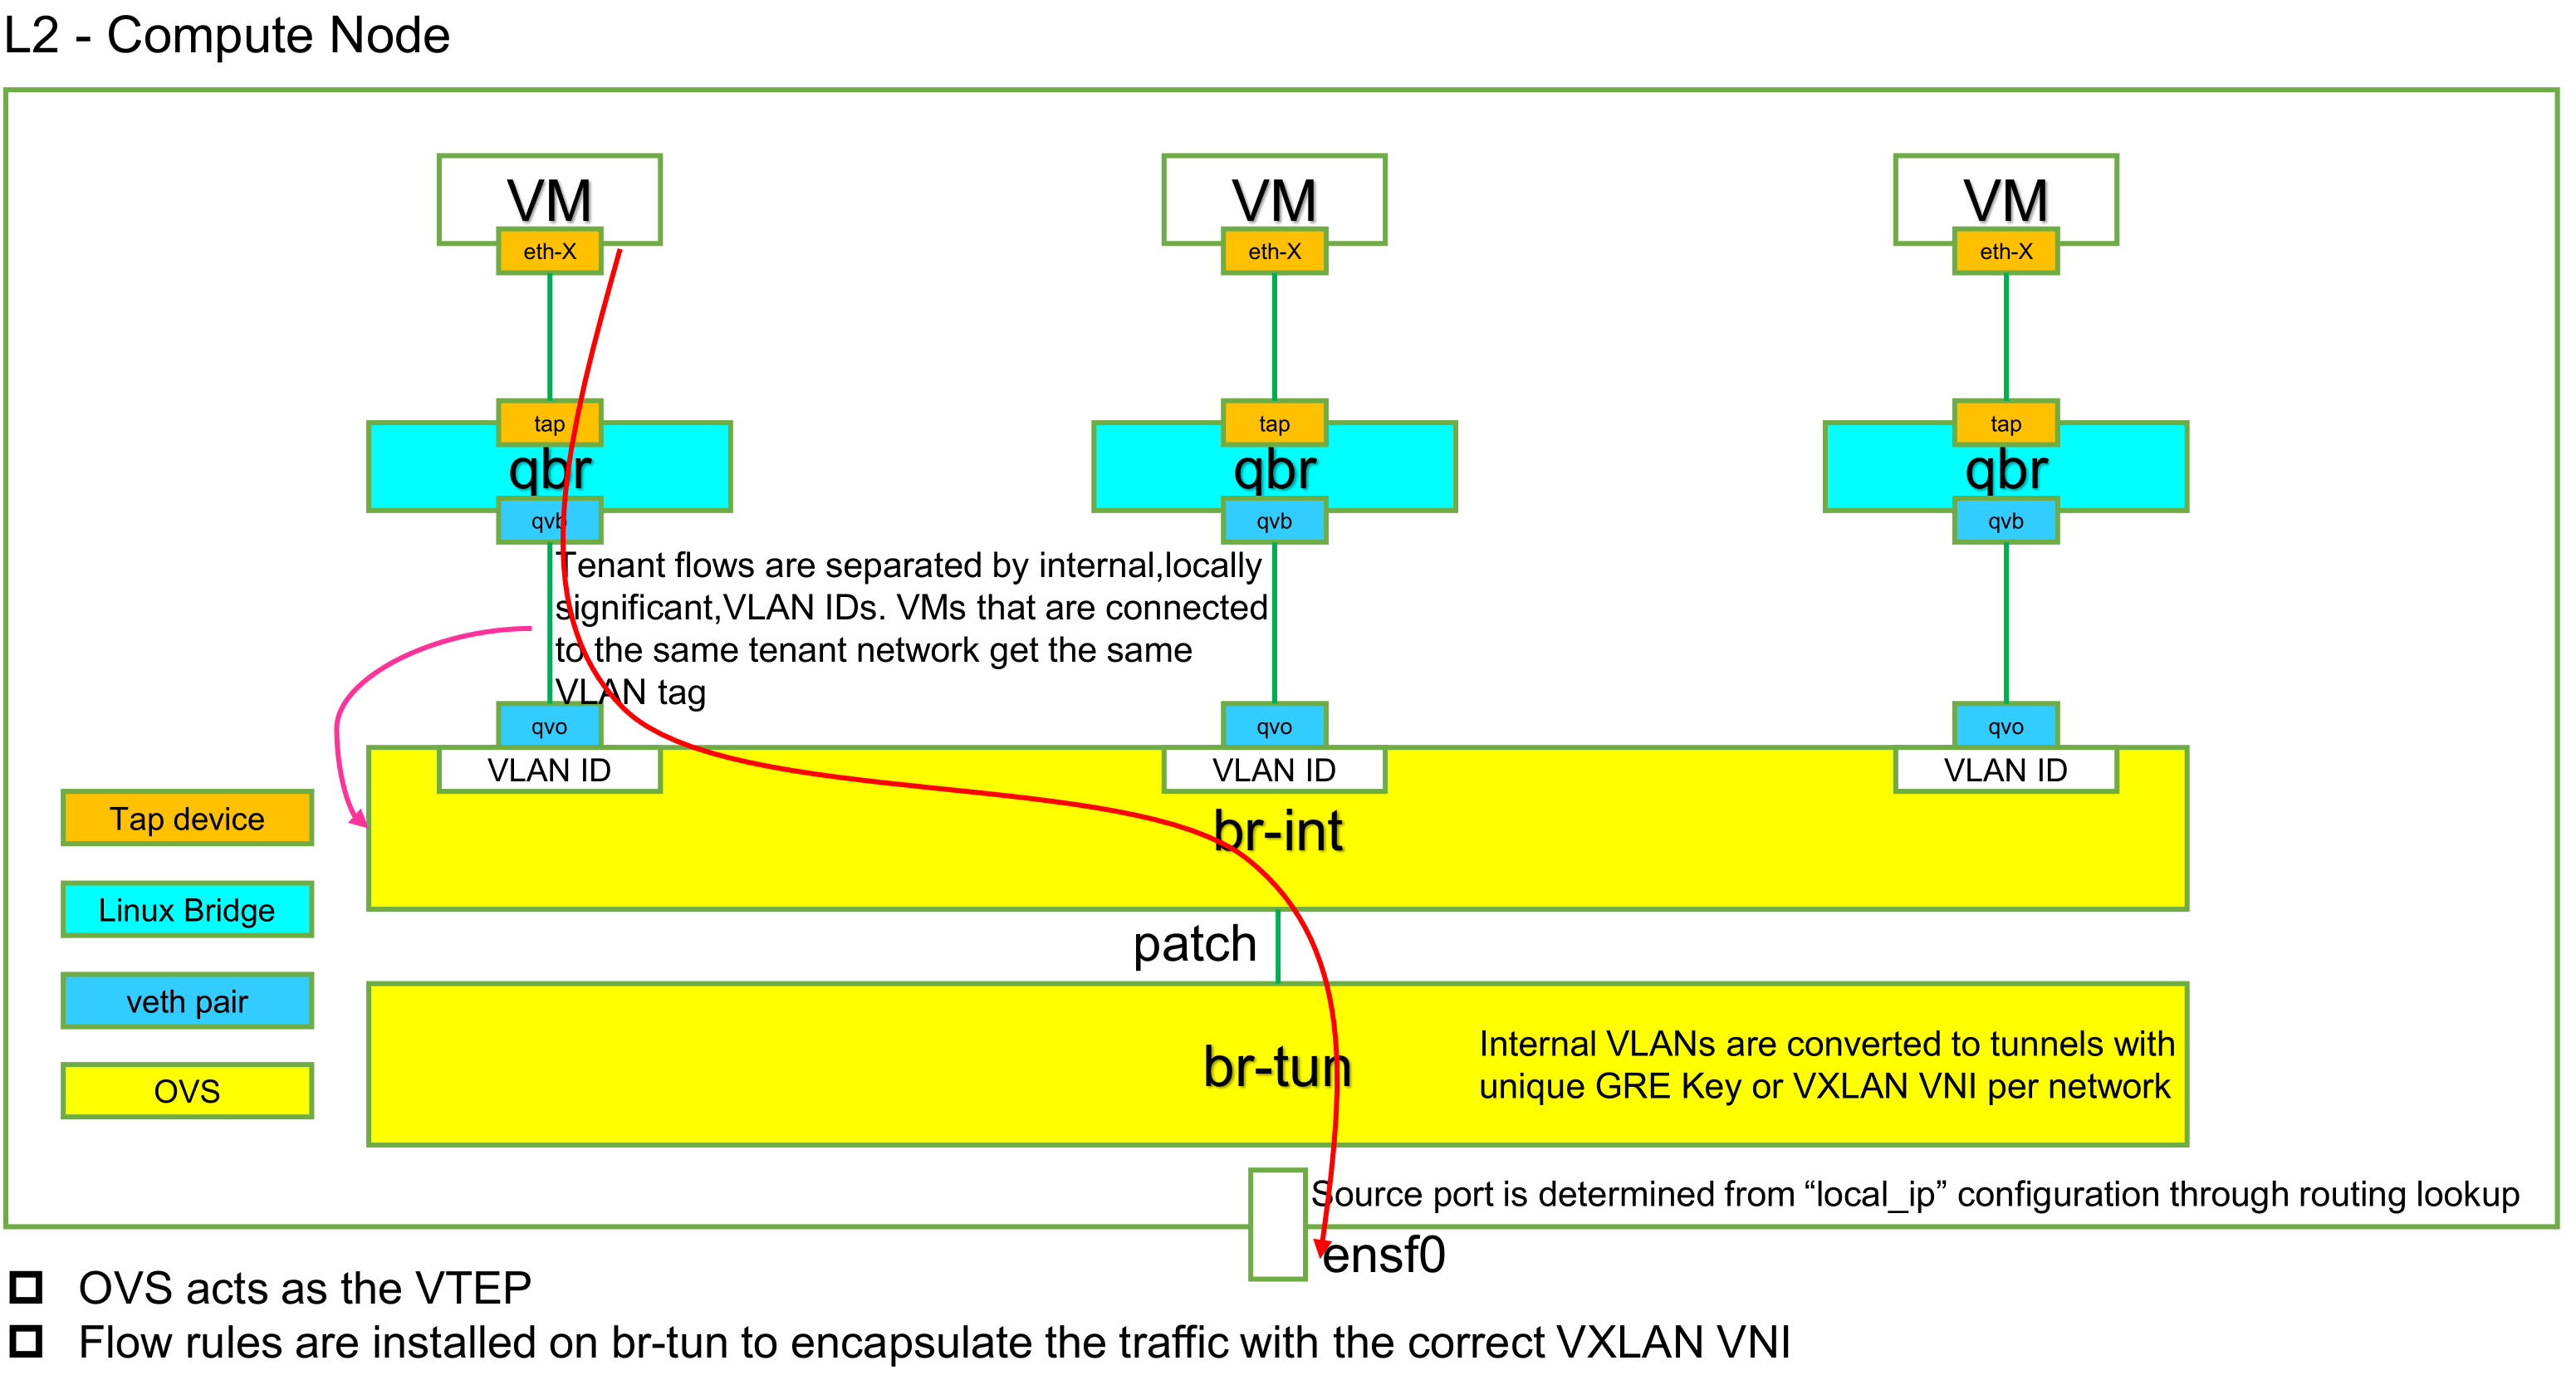 L2 - Compute Node
VM
VM
VM
eth-X
eth-X
eth-X
tap
tap
tap
qbr
qbr
qbr
qvb
qvb
qvb
Tenant flows are separated by internal,locally
significant,VLAN IDs. VMs that are connected
to the same tenant network get the same
VLAN tag
qvo
qvo
qvo
VLAN ID
VLAN ID
VLAN ID
br-int
Tap device
Linux Bridge
veth pair
OVS
patch
br-tun
Internal VLANs are converted to tunnels with
unique GRE Key or VXLAN VNI per network
Source port is determined from “local_ip” configuration through routing lookup
ensf0
OVS acts as the VTEP
Flow rules are installed on br-tun to encapsulate the traffic with the correct VXLAN VNI